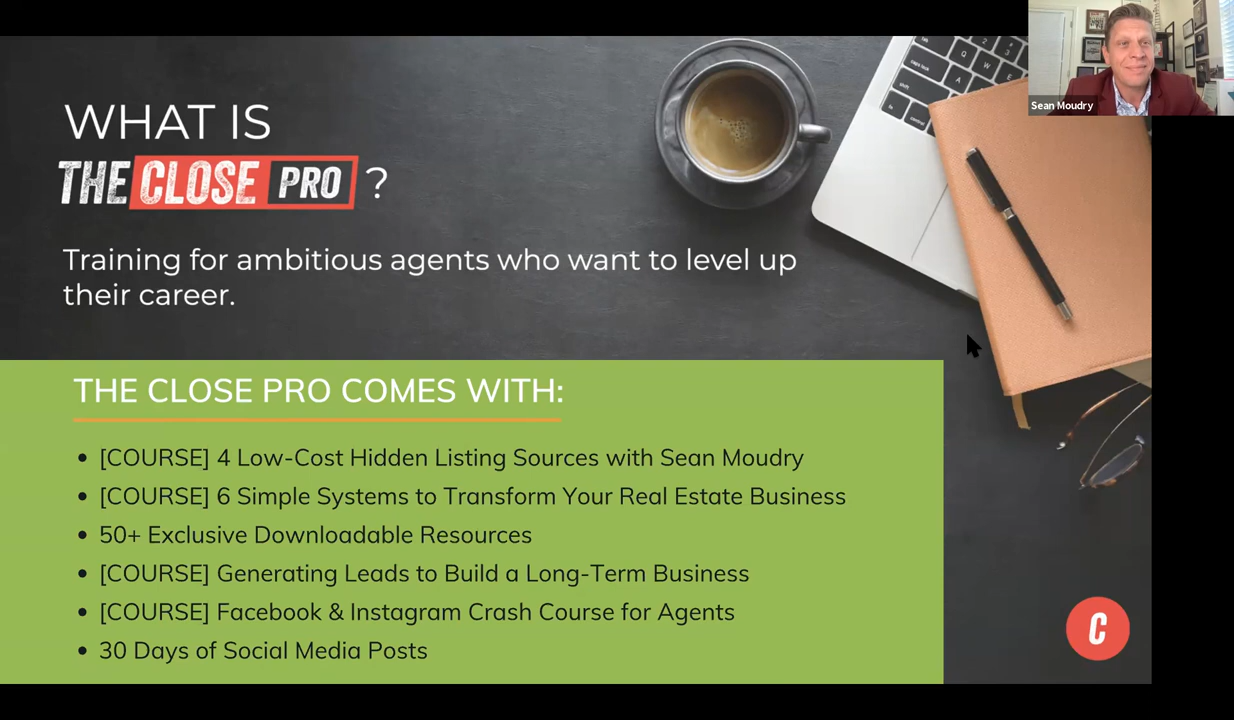 Sean Moudry
WHAT IS
THE CLOSE PRO ?
Training for ambitious agents who want to level up
their career.
THE CLOSE PRO COMES WITH:
• [COURSE] 4 Low-Cost Hidden Listing Sources with Sean Moudry
• [COURSE] 6 Simple Systems to Transform Your Real Estate Business
• 50+ Exclusive Downloadable Resources
• [COURSE] Generating Leads to Build a Long-Term Business
• [COURSE] Facebook & Instagram Crash Course for Agents
• 30 Days of Social Media Posts
C